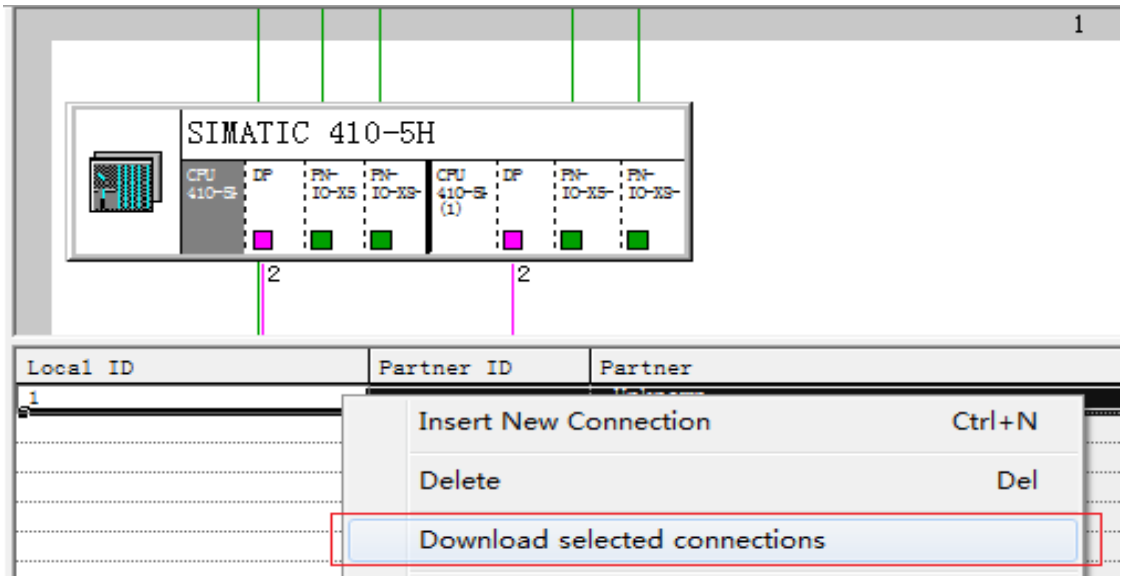 1
SIMATIC 410-5H
CPU DP PN- PN- CPU DP PN- PN-
410-5 IO-X5 IO-X8- 410-5 IO-X5- IO-X8-
(1)
2 2
Local ID Partner ID Partner
1
Insert New Connection Ctrl+N
Delete Del
Download selected connections